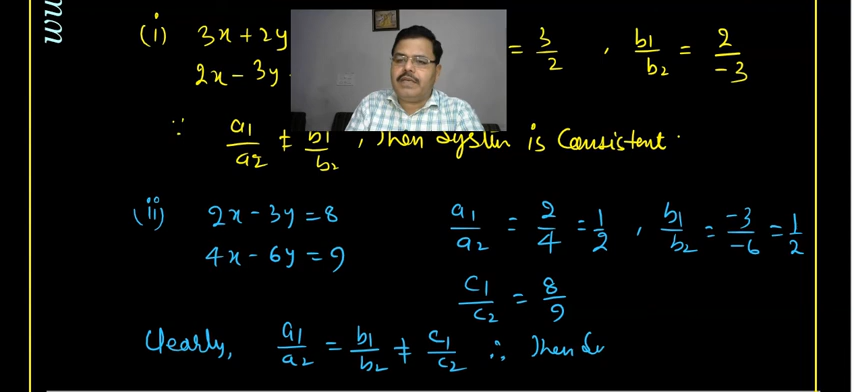 (i) 3x + 2y = 3/2 , b1/b2 = 2/-3
2x - 3y
∵ a1/a2 ≠ b1/b2 , Then System is Consistent .
(ii) 2x - 3y = 8 a1/a2 = 2/4 = 1/2 , b1/b2 = -3/-6 = 1/2
4x - 6y = 9
c1/c2 = 8/9
Clearly, a1/a2 = b1/b2 ≠ c1/c2 ∴ Then